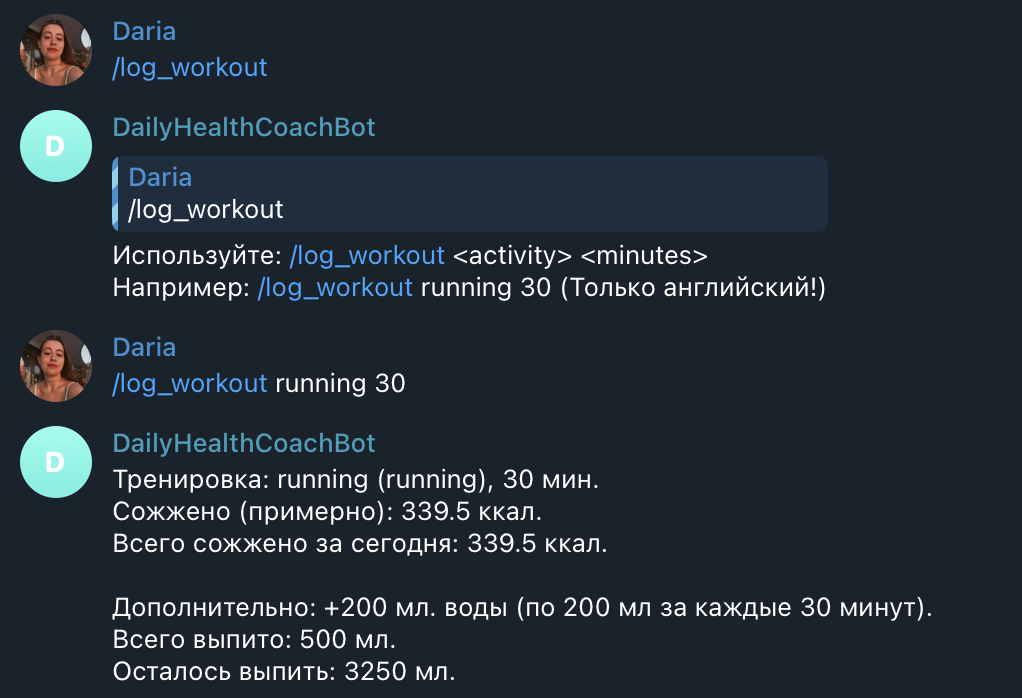 Daria
/log_workout
DailyHealthCoachBot
D
Daria
/log_workout
Используйте: /log_workout <activity> <minutes>
Например: /log_workout running 30 (Только английский!)
Daria
/log_workout running 30
DailyHealthCoachBot
D
Тренировка: running (running), 30 мин.
Сожжено (примерно): 339.5 ккал.
Всего сожжено за сегодня: 339.5 ккал.
Дополнительно: +200 мл. воды (по 200 мл за каждые 30 минут).
Всего выпито: 500 мл.
Осталось выпить: 3250 мл.